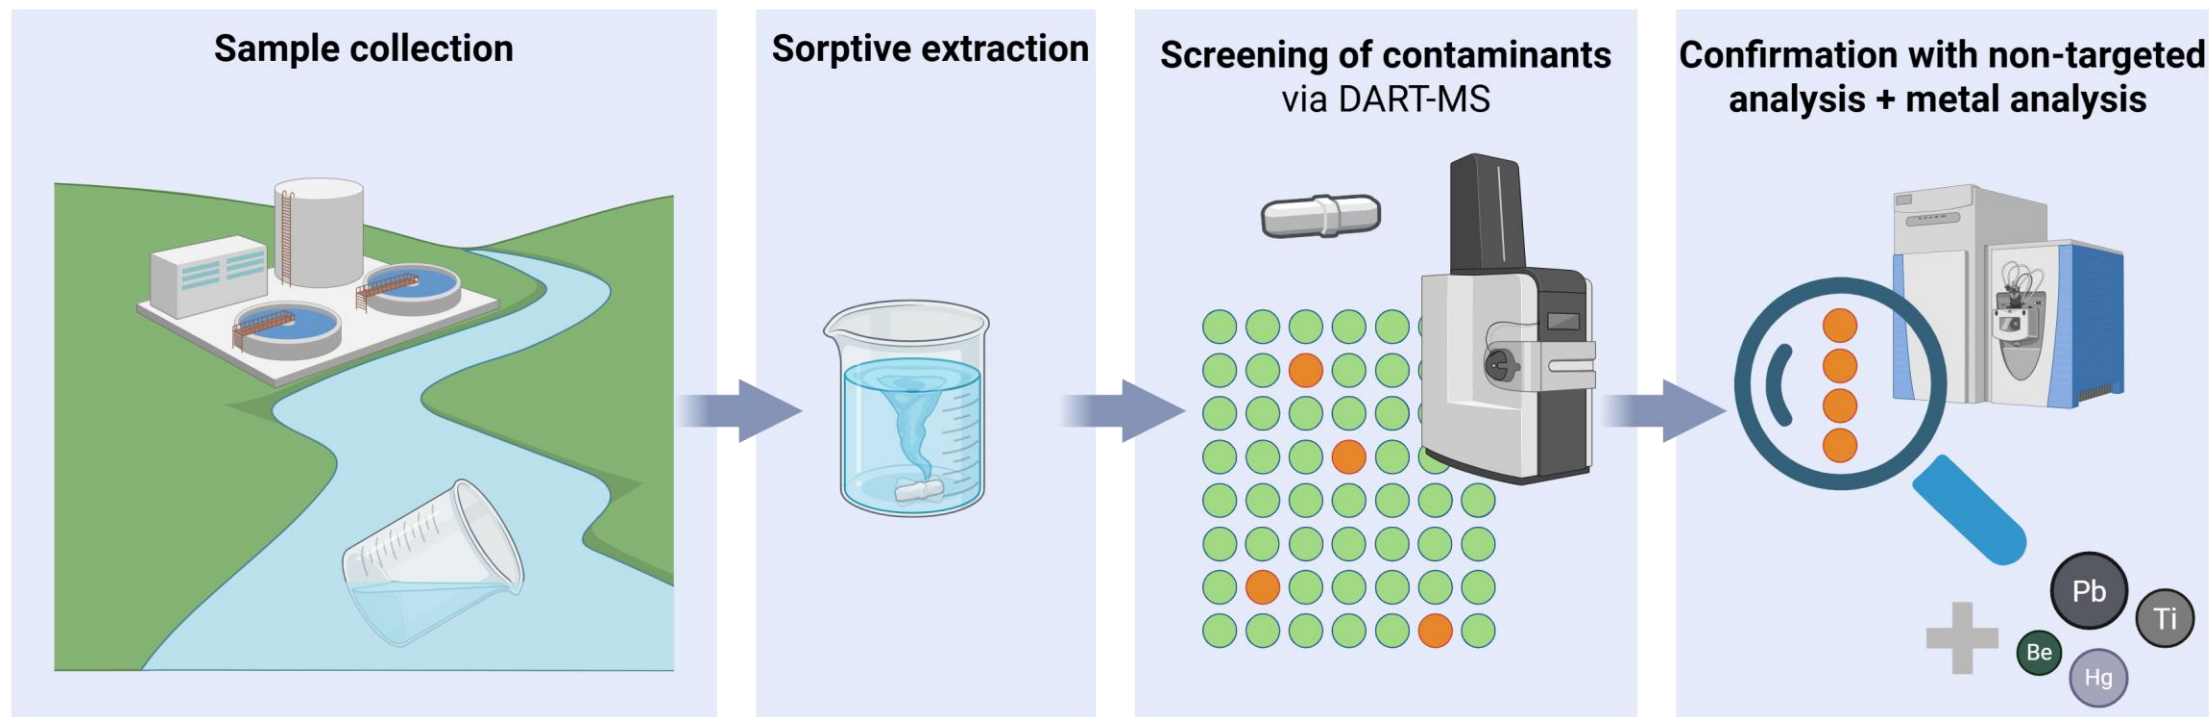 Sample collection
Sorptive extraction
Screening of contaminants
via DART-MS
Confirmation with non-targeted
analysis + metal analysis
Pb
Ti
Be
Hg